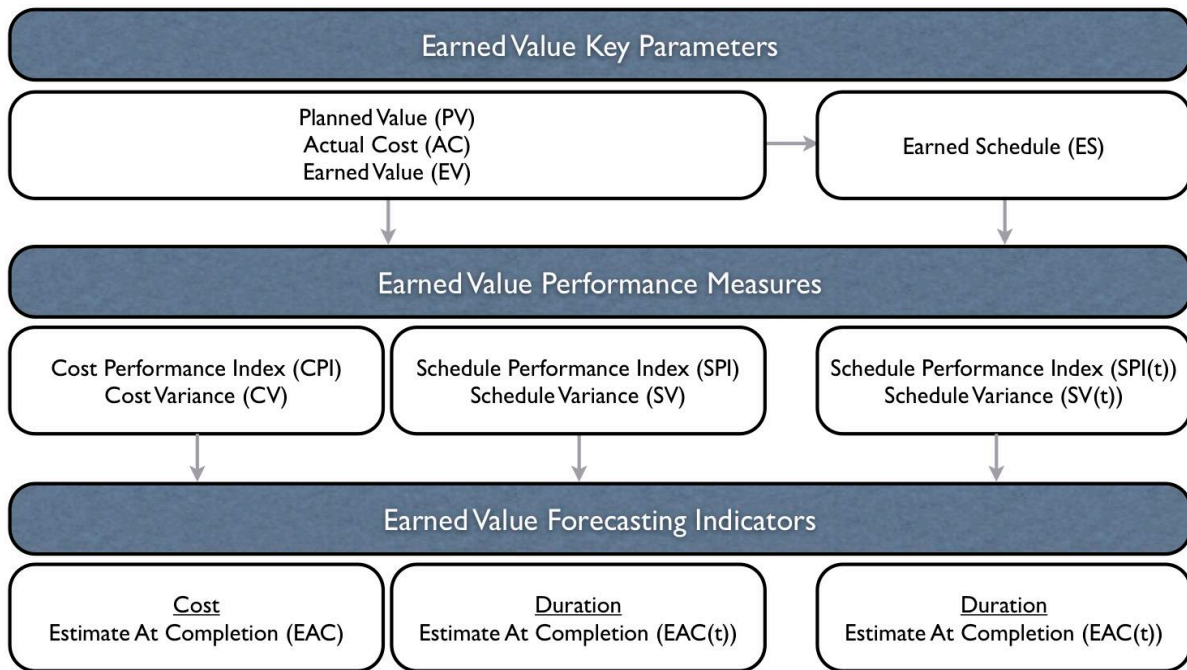 Earned Value Key Parameters
Planned Value (PV)
Actual Cost (AC)
Earned Value (EV)
Earned Schedule (ES)
Earned Value Performance Measures
Cost Performance Index (CPI)
Cost Variance (CV)
Schedule Performance Index (SPI)
Schedule Variance (SV)
Schedule Performance Index (SPI(t))
Schedule Variance (SV(t))
Earned Value Forecasting Indicators
Cost
Estimate At Completion (EAC)
Duration
Estimate At Completion (EAC(t))
Duration
Estimate At Completion (EAC(t))